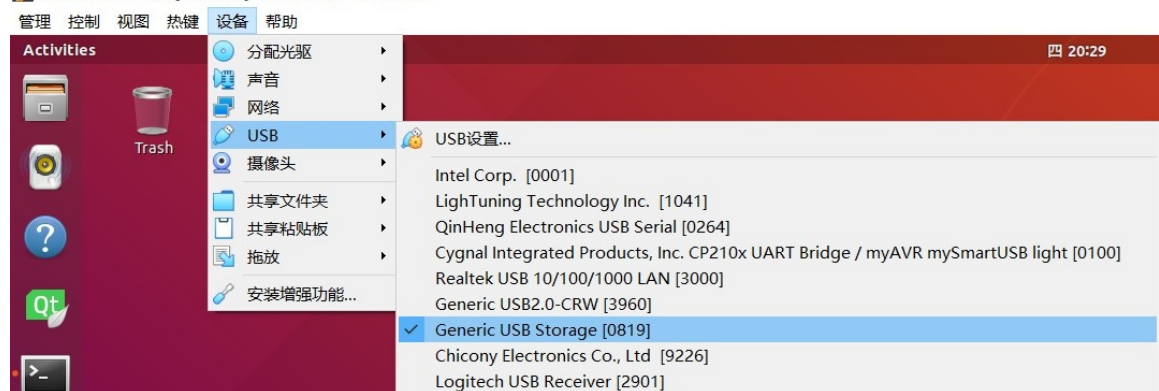 管理 控制 视图 热键 设备 帮助
Activities
四 20:29
分配光驱
声音
网络
USB
摄像头
共享文件夹
共享粘贴板
拖放
安装增强功能...
Trash
USB设置...
Intel Corp. [0001]
LighTuning Technology Inc. [1041]
QinHeng Electronics USB Serial [0264]
Cygnal Integrated Products, Inc. CP210x UART Bridge / myAVR mySmartUSB light [0100]
Realtek USB 10/100/1000 LAN [3000]
Generic USB2.0-CRW [3960]
Generic USB Storage [0819]
Chicony Electronics Co., Ltd [9226]
Logitech USB Receiver [2901]
Qt
>_